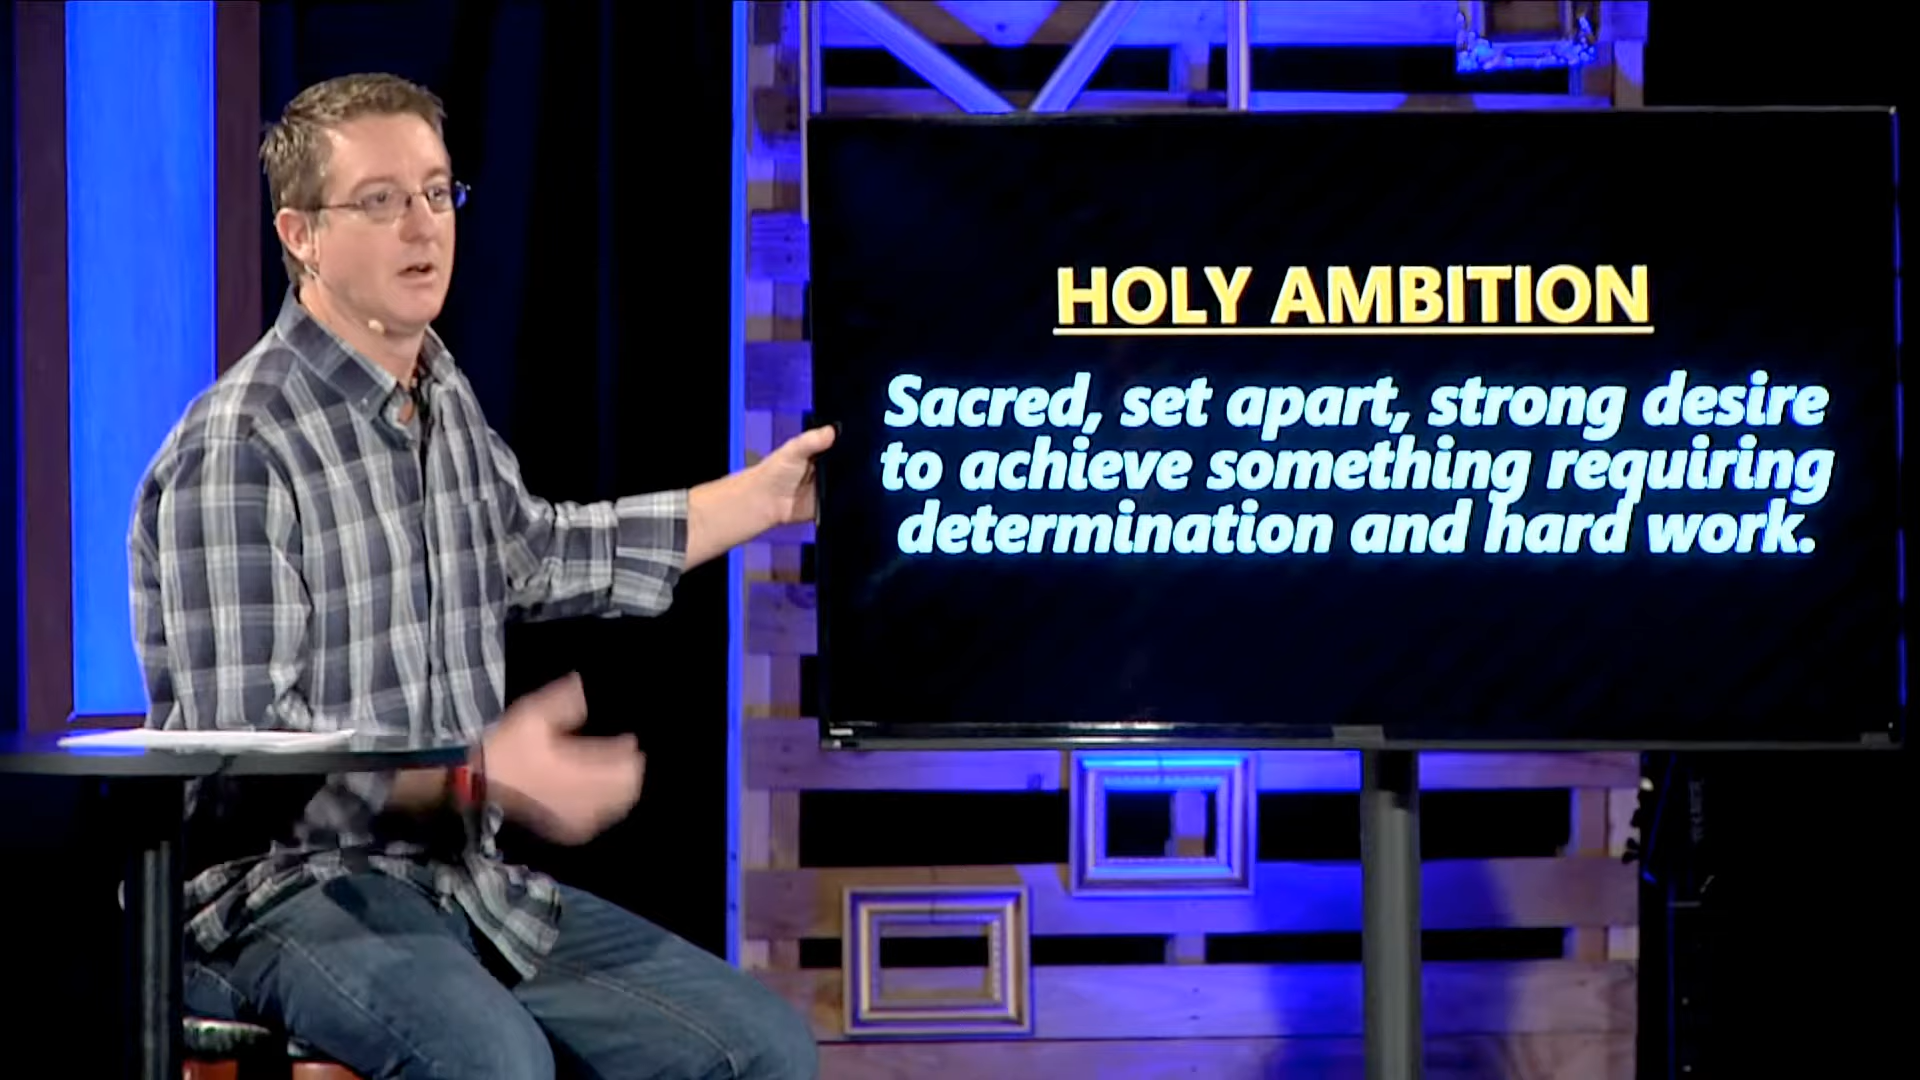 HOLY AMBITION
Sacred, set apart, strong desire
to achieve something requiring
determination and hard work.